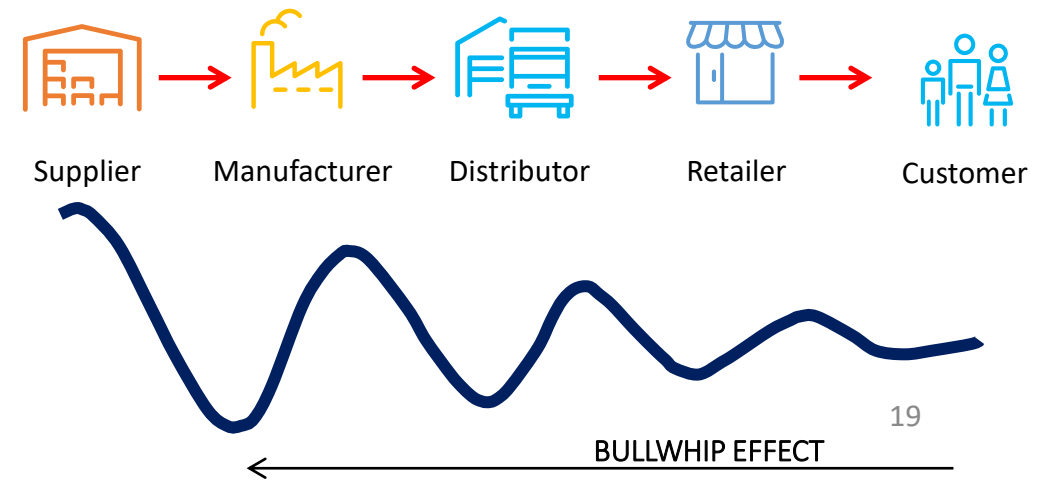 Supplier
Manufacturer
Distributor
Retailer
Customer
19
BULLWHIP EFFECT